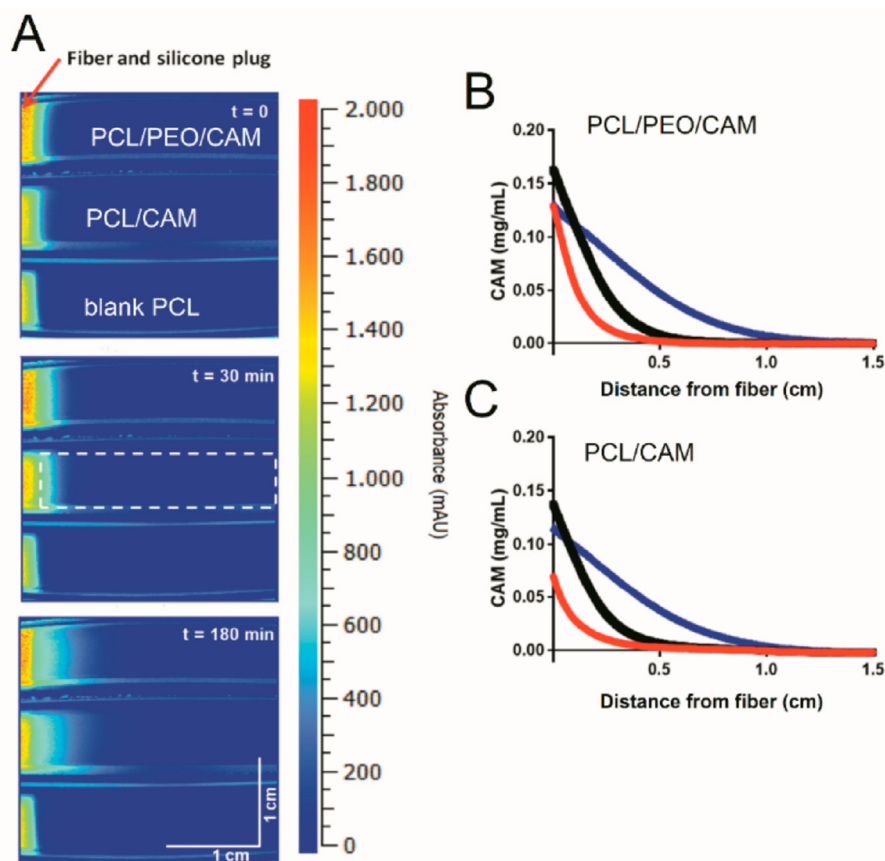 A
Fiber and silicone plug
t = 0
PCL/PEO/CAM
PCL/CAM
blank PCL
t = 30 min
t = 180 min
1 cm
1 cm
2.000
1.800
1.600
1.400
1.200
1.000
800
600
400
200
0
Absorbance (mAU)
B
PCL/PEO/CAM
CAM (mg/mL)
0.20
0.15
0.10
0.05
0.00
0.5
1.0
1.5
Distance from fiber (cm)
C
PCL/CAM
CAM (mg/mL)
0.20
0.15
0.10
0.05
0.00
0.5
1.0
1.5
Distance from fiber (cm)